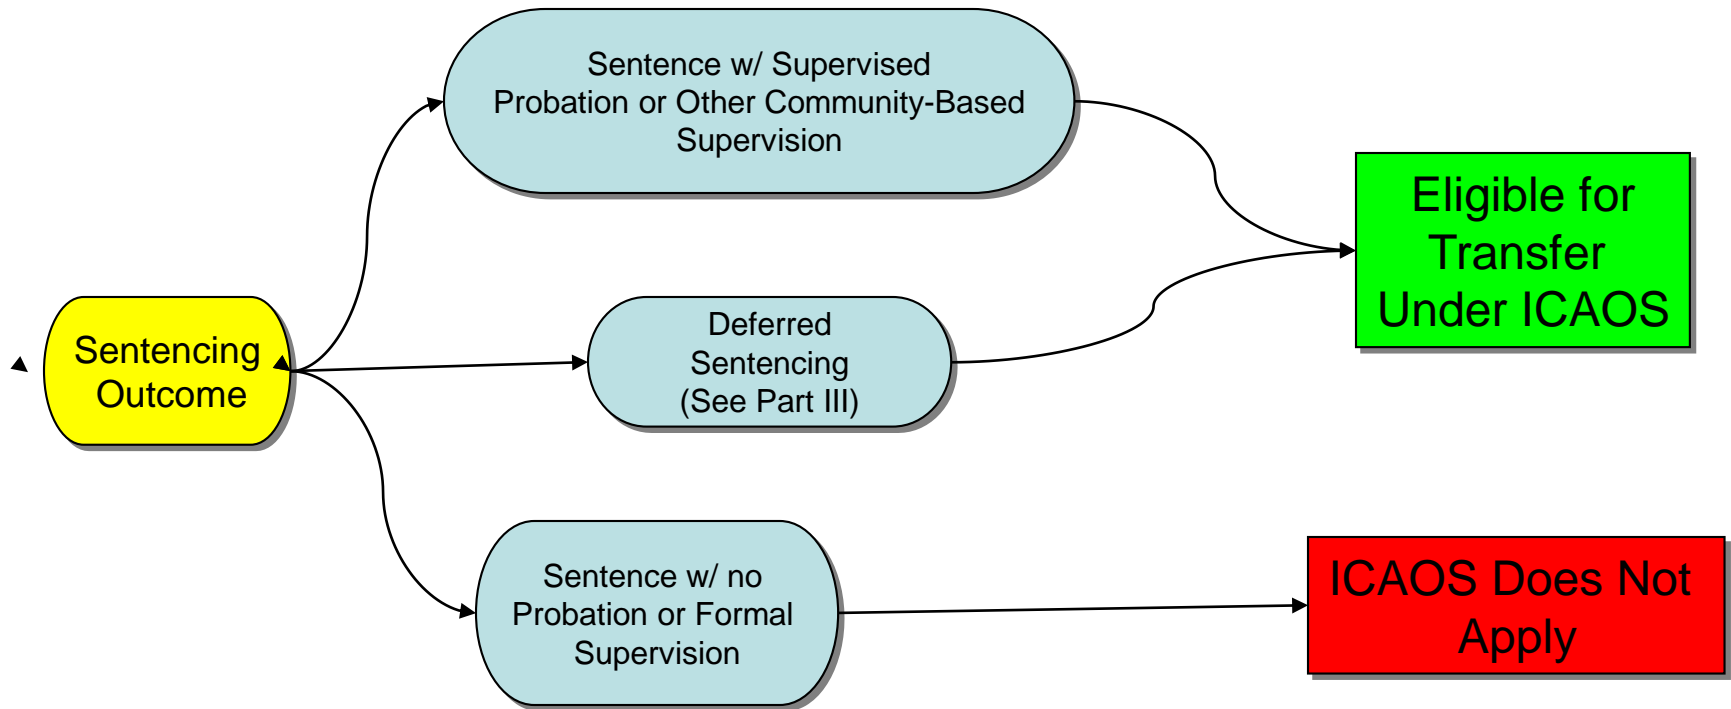 Sentence w/ Supervised
Probation or Other Community-Based
Supervision
Eligible for
Transfer
Under ICAOS
Sentencing
Outcome
Deferred
Sentencing
(See Part III)
Sentence w/ no
Probation or Formal
Supervision
ICAOS Does Not
Apply